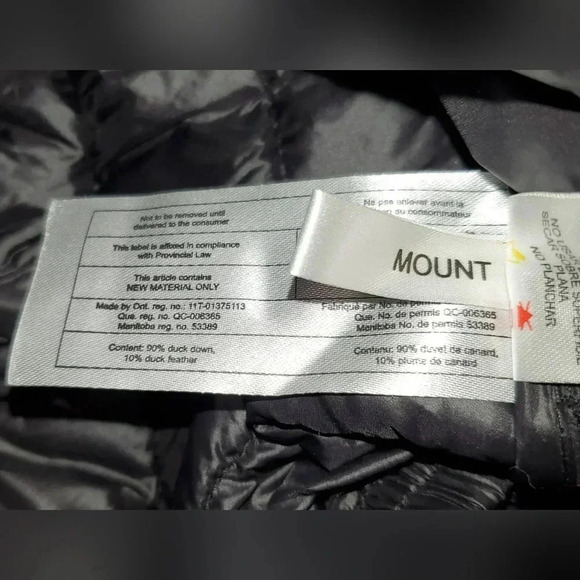 Not to be removed until
delivered to the consumer
This label is affixed in compliance
with Provincial Law
This article contains
NEW MATERIAL ONLY
Made by Ont. reg. no.: 11T-01375113
Que. reg. no. QC-006365
Manitoba reg. no. 53389
Content: 90% duck down,
10% duck feather
Ne pas enlever avant la
au consommateur
MOUNT
Fabriqué par No. de permis
Que. No. de permis QC-006365
Manitoba No. de permis 53389
Contenu: 90% duvet de canard,
10% plume de canard
SECAR
PLANA
NO PLANCHAR